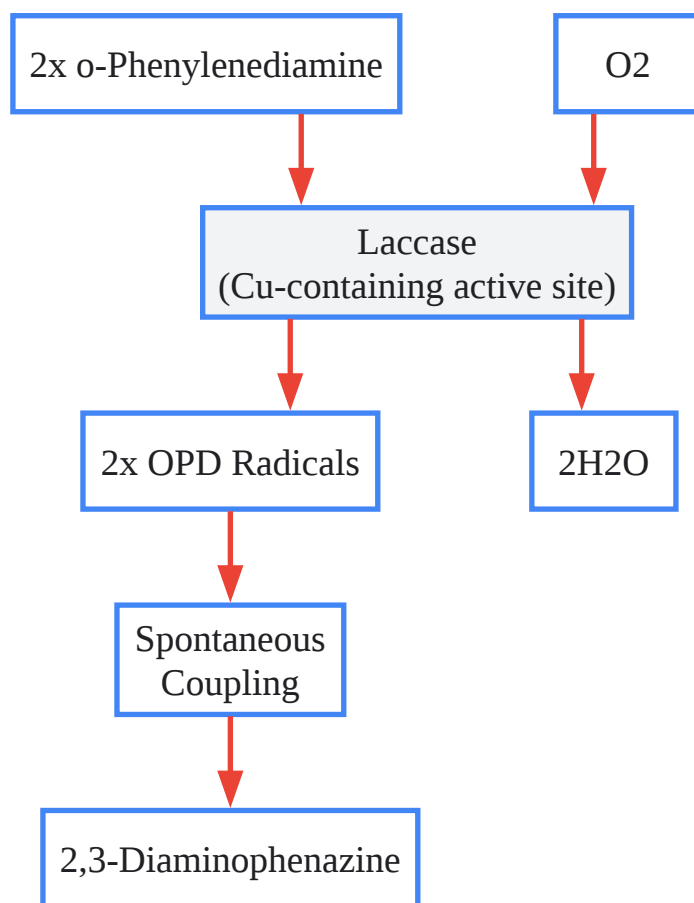 2x o-Phenylenediamine
O2
Laccase
(Cu-containing active site)
2x OPD Radicals
2H2O
Spontaneous
Coupling
2,3-Diaminophenazine